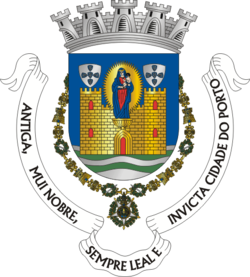 ANTIGA, MUI NOBRE, SEMPRE LEAL E INVICTA CIDADE DO PORTO